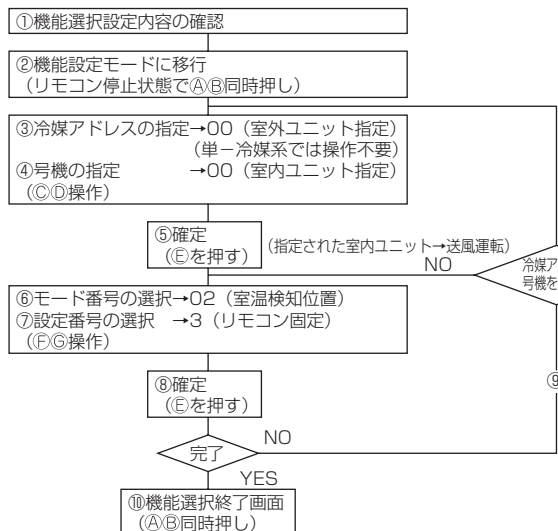 ①機能選択設定内容の確認
②機能設定モードに移行
(リモコン停止状態でⒶⒷ同時押し)
③冷媒アドレスの指定→00(室外ユニット指定)
(単一冷媒系では操作不要)
④号機の指定　→00(室内ユニット指定)
(ⒸⒹ操作)
⑤確定
(Ⓔを押す)
(指定された室内ユニット→送風運転)
NO
冷媒ア
号機を
⑥モード番号の選択→02(室温検知位置)
⑦設定番号の選択　→3(リモコン固定)
(ⒻⒼ操作)
⑧確定
(Ⓔを押す)
⑨
完了
NO
YES
⑩機能選択終了画面
(ⒶⒷ同時押し)